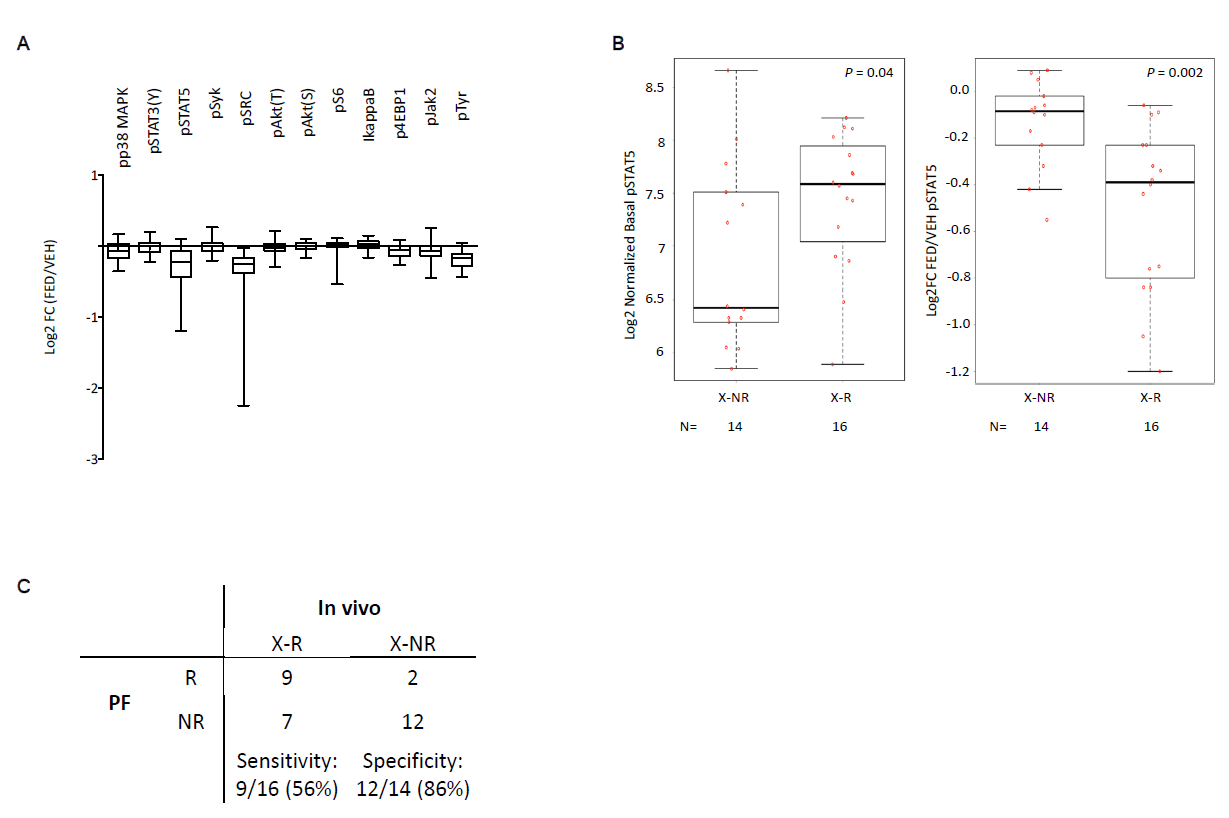 A
pp38 MAPK
pSTAT3(Y)
pSTAT5
pSyk
pSRC
pAkt(T)
pAkt(S)
pS6
IkappaB
p4EBP1
pJak2
pTyr
Log2 FC (FED/VEH)
1
-1
-2
-3
B
P = 0.04
Log2 Normalized Basal pSTAT5
8.5
8
7.5
7
6.5
6
X-NR X-R
N= 14 16
P = 0.002
Log2FC FED/VEH pSTAT5
0.0
-0.2
-0.4
-0.6
-0.8
-1.0
-1.2
X-NR X-R
N= 14 16
C
In vivo
X-R X-NR
PF
R 9 2
NR 7 12
Sensitivity: Specificity:
9/16 (56%) 12/14 (86%)